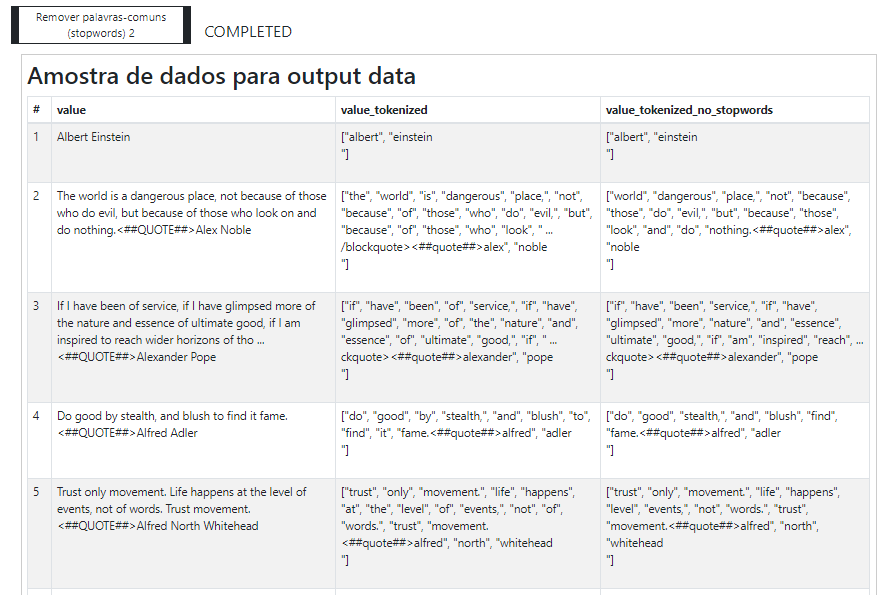 Remover palavras-comuns
(stopwords) 2
COMPLETED
Amostra de dados para output data
# value value_tokenized value_tokenized_no_stopwords
1
Albert Einstein
["albert", "einstein
"]
["albert", "einstein
"]
2
The world is a dangerous place, not because of those
who do evil, but because of those who look on and
do nothing.<##QUOTE##>Alex Noble
["the", "world", "is", "dangerous", "place,", "not",
"because", "of", "those", "who", "do", "evil,", "but",
"because", "of", "those", "who", "look", " ...
/blockquote><##quote##>alex", "noble
"]
["world", "dangerous", "place,", "not", "because",
"those", "do", "evil,", "but", "because", "those",
"look", "and", "do", "nothing.<##quote##>alex",
"noble
"]
3
If I have been of service, if I have glimpsed more of
the nature and essence of ultimate good, if I am
inspired to reach wider horizons of tho ...
<##QUOTE##>Alexander Pope
["if", "have", "been", "of", "service,", "if", "have",
"glimpsed", "more", "of", "the", "nature", "and",
"essence", "of", "ultimate", "good,", "if", " ...
ckquote><##quote##>alexander", "pope
"]
["if", "have", "been", "service,", "if", "have",
"glimpsed", "more", "nature", "and", "essence",
"ultimate", "good,", "if", "am", "inspired", "reach", ...
ckquote><##quote##>alexander", "pope
"]
4
Do good by stealth, and blush to find it fame.
<##QUOTE##>Alfred Adler
["do", "good", "by", "stealth,", "and", "blush", "to",
"find", "it", "fame.<##quote##>alfred", "adler
"]
["do", "good", "stealth,", "and", "blush", "find",
"fame.<##quote##>alfred", "adler
"]
5
Trust only movement. Life happens at the level of
events, not of words. Trust movement.
<##QUOTE##>Alfred North Whitehead
["trust", "only", "movement.", "life", "happens",
"at", "the", "level", "of", "events,", "not", "of",
"words.", "trust", "movement.
<##quote##>alfred", "north", "whitehead
"]
["trust", "only", "movement.", "life", "happens",
"level", "events,", "not", "words.", "trust",
"movement.<##quote##>alfred", "north",
"whitehead
"]